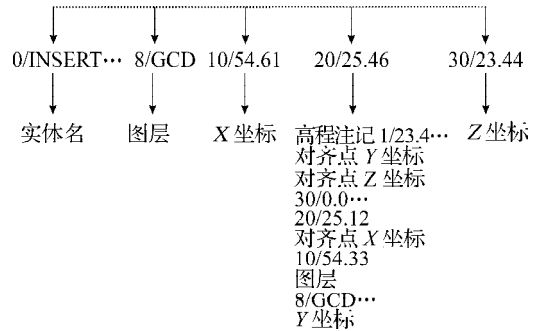 0/INSERT… 8/GCD 10/54.61 20/25.46 30/23.44
实体名 图层 X 坐标 高程注记 1/23.4… Z 坐标
对齐点 Y 坐标
对齐点 Z 坐标
30/0.0…
20/25.12
对齐点 X 坐标
10/54.33
图层
8/GCD…
Y 坐标